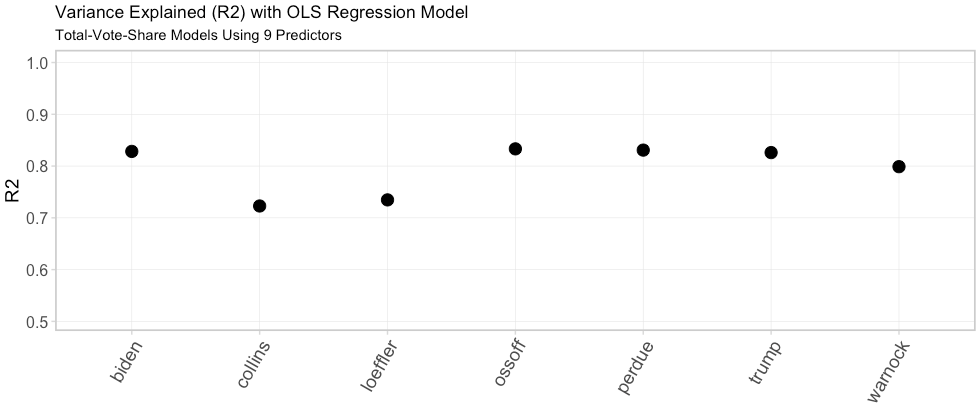 Variance Explained (R2) with OLS Regression Model
Total-Vote-Share Models Using 9 Predictors
1.0
0.9
0.8
0.7
0.6
0.5
R2
biden
collins
loeffler
ossoff
perdue
trump
warnock